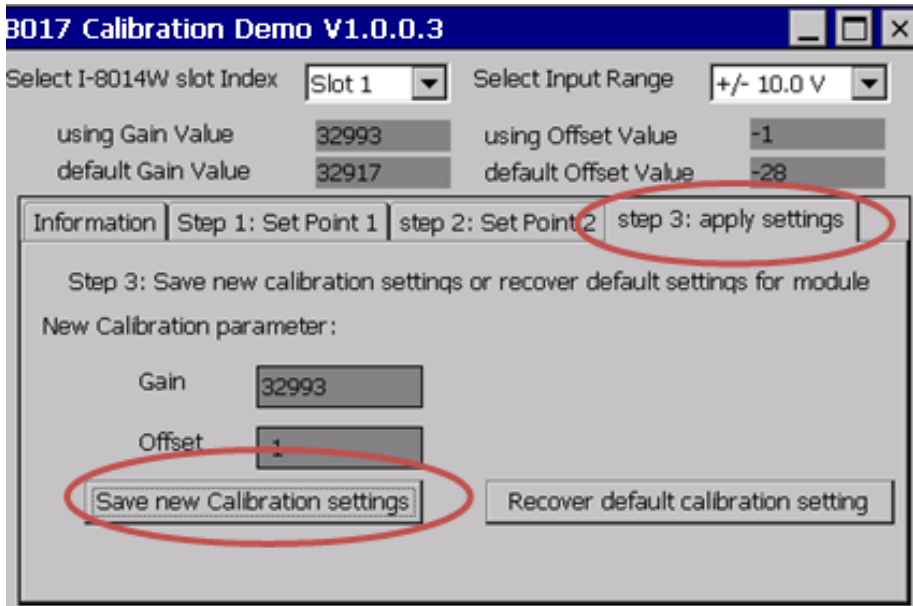 8017 Calibration Demo V1.0.0.3
Select I-8014W slot Index Slot 1 Select Input Range +/- 10.0 V
using Gain Value 32993 using Offset Value -1
default Gain Value 32917 default Offset Value -28
Information Step 1: Set Point 1 step 2: Set Point 2 step 3: apply settings
Step 3: Save new calibration settings or recover default settings for module
New Calibration parameter:
Gain 32993
Offset -1
Save new Calibration settings Recover default calibration setting